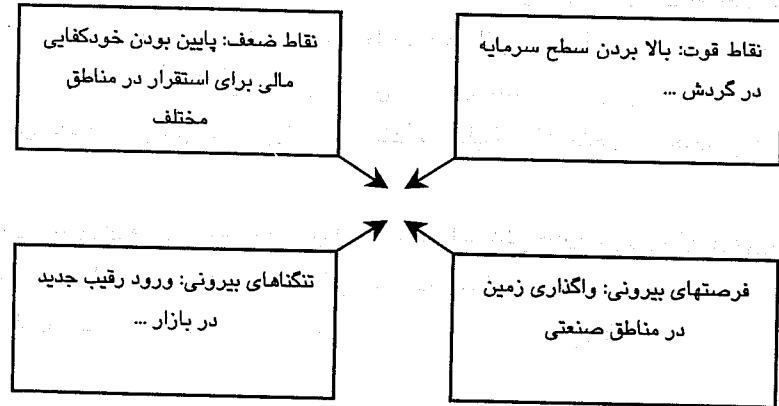 نقاط قوت: بالا بردن سطح سرمایه
در گردش ...
نقاط ضعف: پایین بودن خودکفایی
مالی برای استقرار در مناطق
مختلف
فرصتهای بیرونی: واگذاری زمین
در مناطق صنعتی
تنگناهای بیرونی: ورود رقیب جدید
در بازار ...